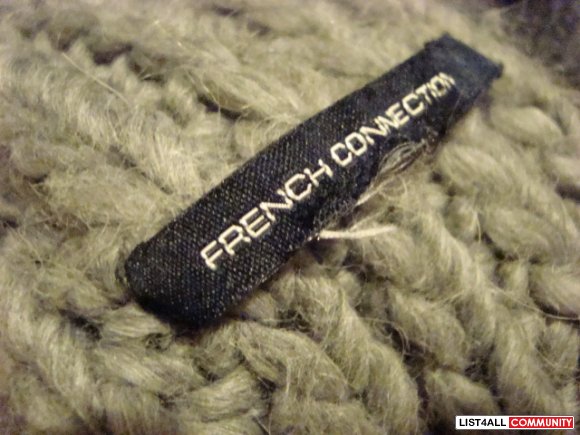 FRENCH CONNECTION
LIST4ALL COMMUNITY